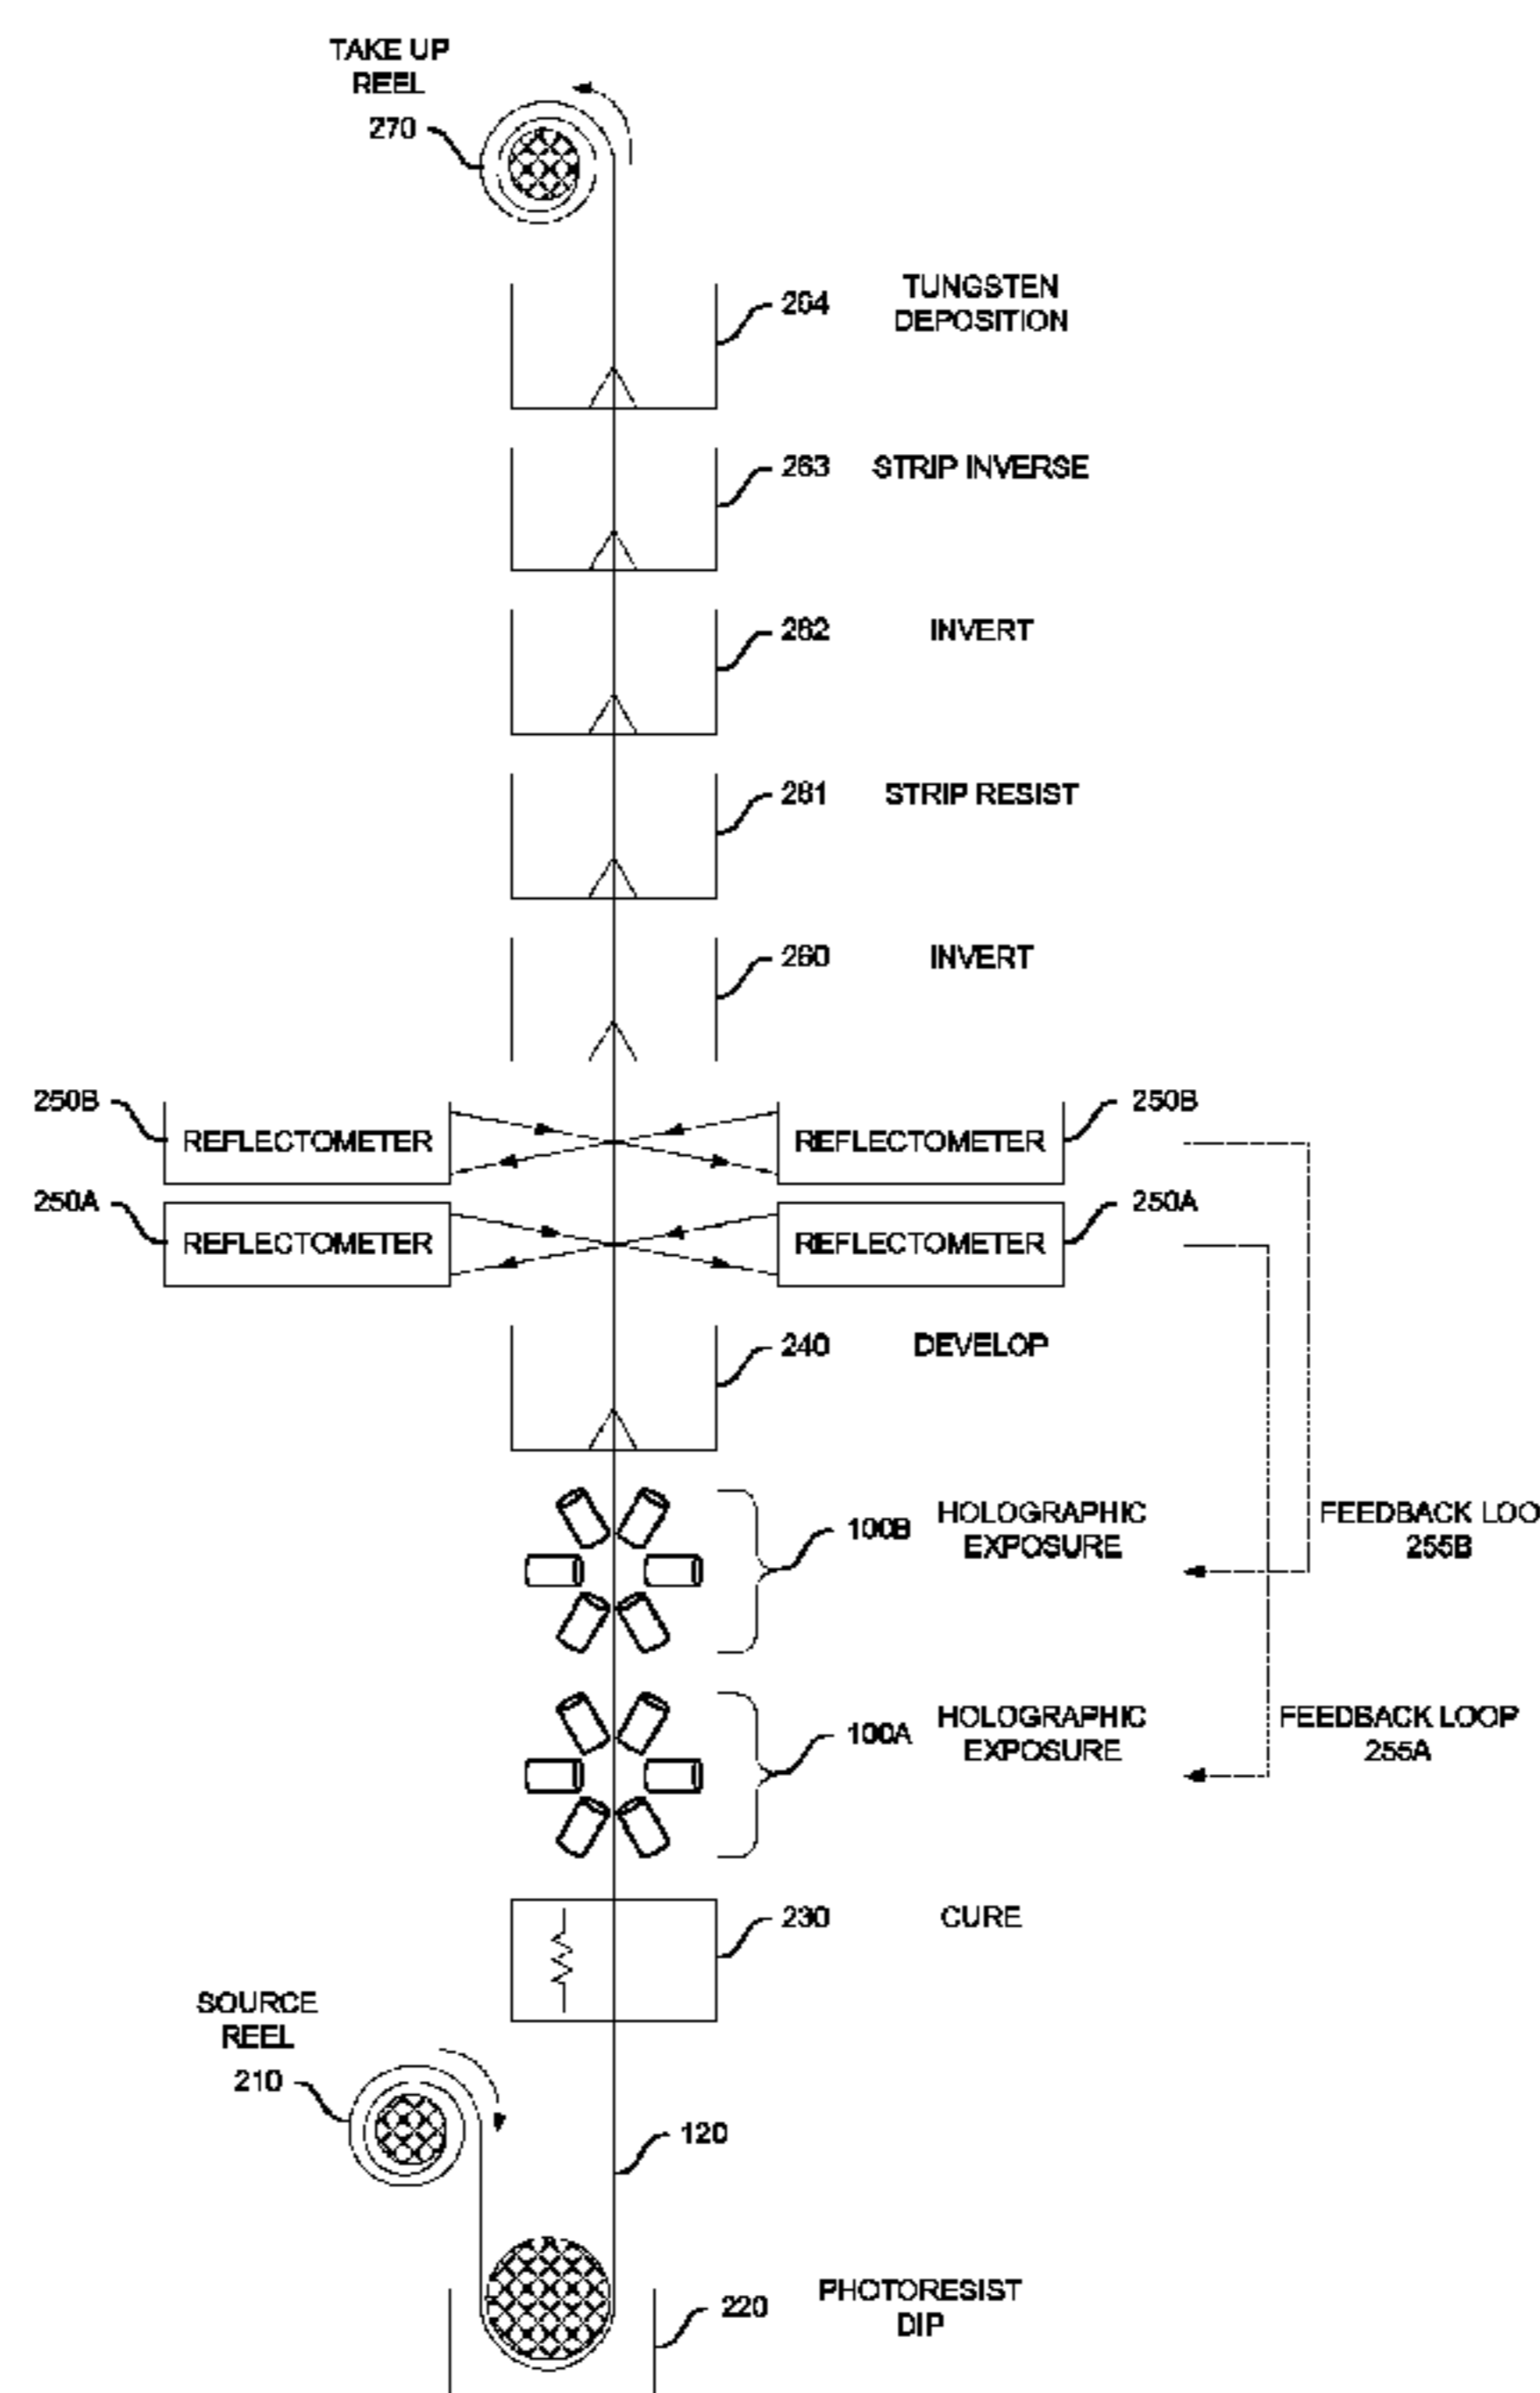 TAKE UP
REEL
270
264
TUNGSTEN
DEPOSITION
263
STRIP INVERSE
262
INVERT
261
STRIP RESIST
260
INVERT
250B
REFLECTOMETER
REFLECTOMETER
250B
250A
REFLECTOMETER
REFLECTOMETER
250A
240
DEVELOP
100B
HOLOGRAPHIC
EXPOSURE
FEEDBACK LOO
255B
100A
HOLOGRAPHIC
EXPOSURE
FEEDBACK LOOP
255A
230
CURE
SOURCE
REEL
210
120
220
PHOTORESIST
DIP